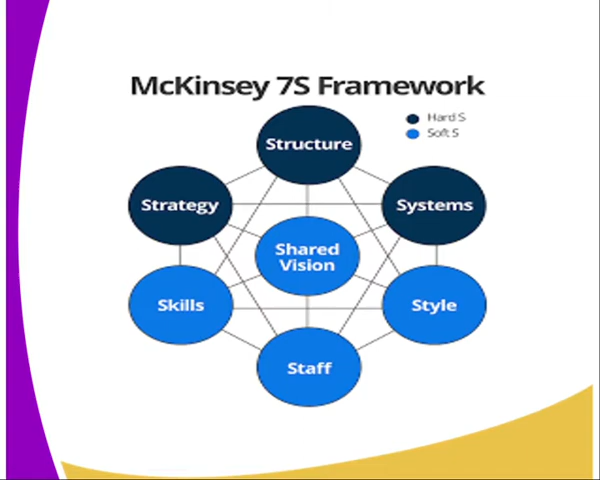 McKinsey 7S Framework
Hard S
Soft S
Structure
Strategy
Systems
Shared
Vision
Skills
Style
Staff